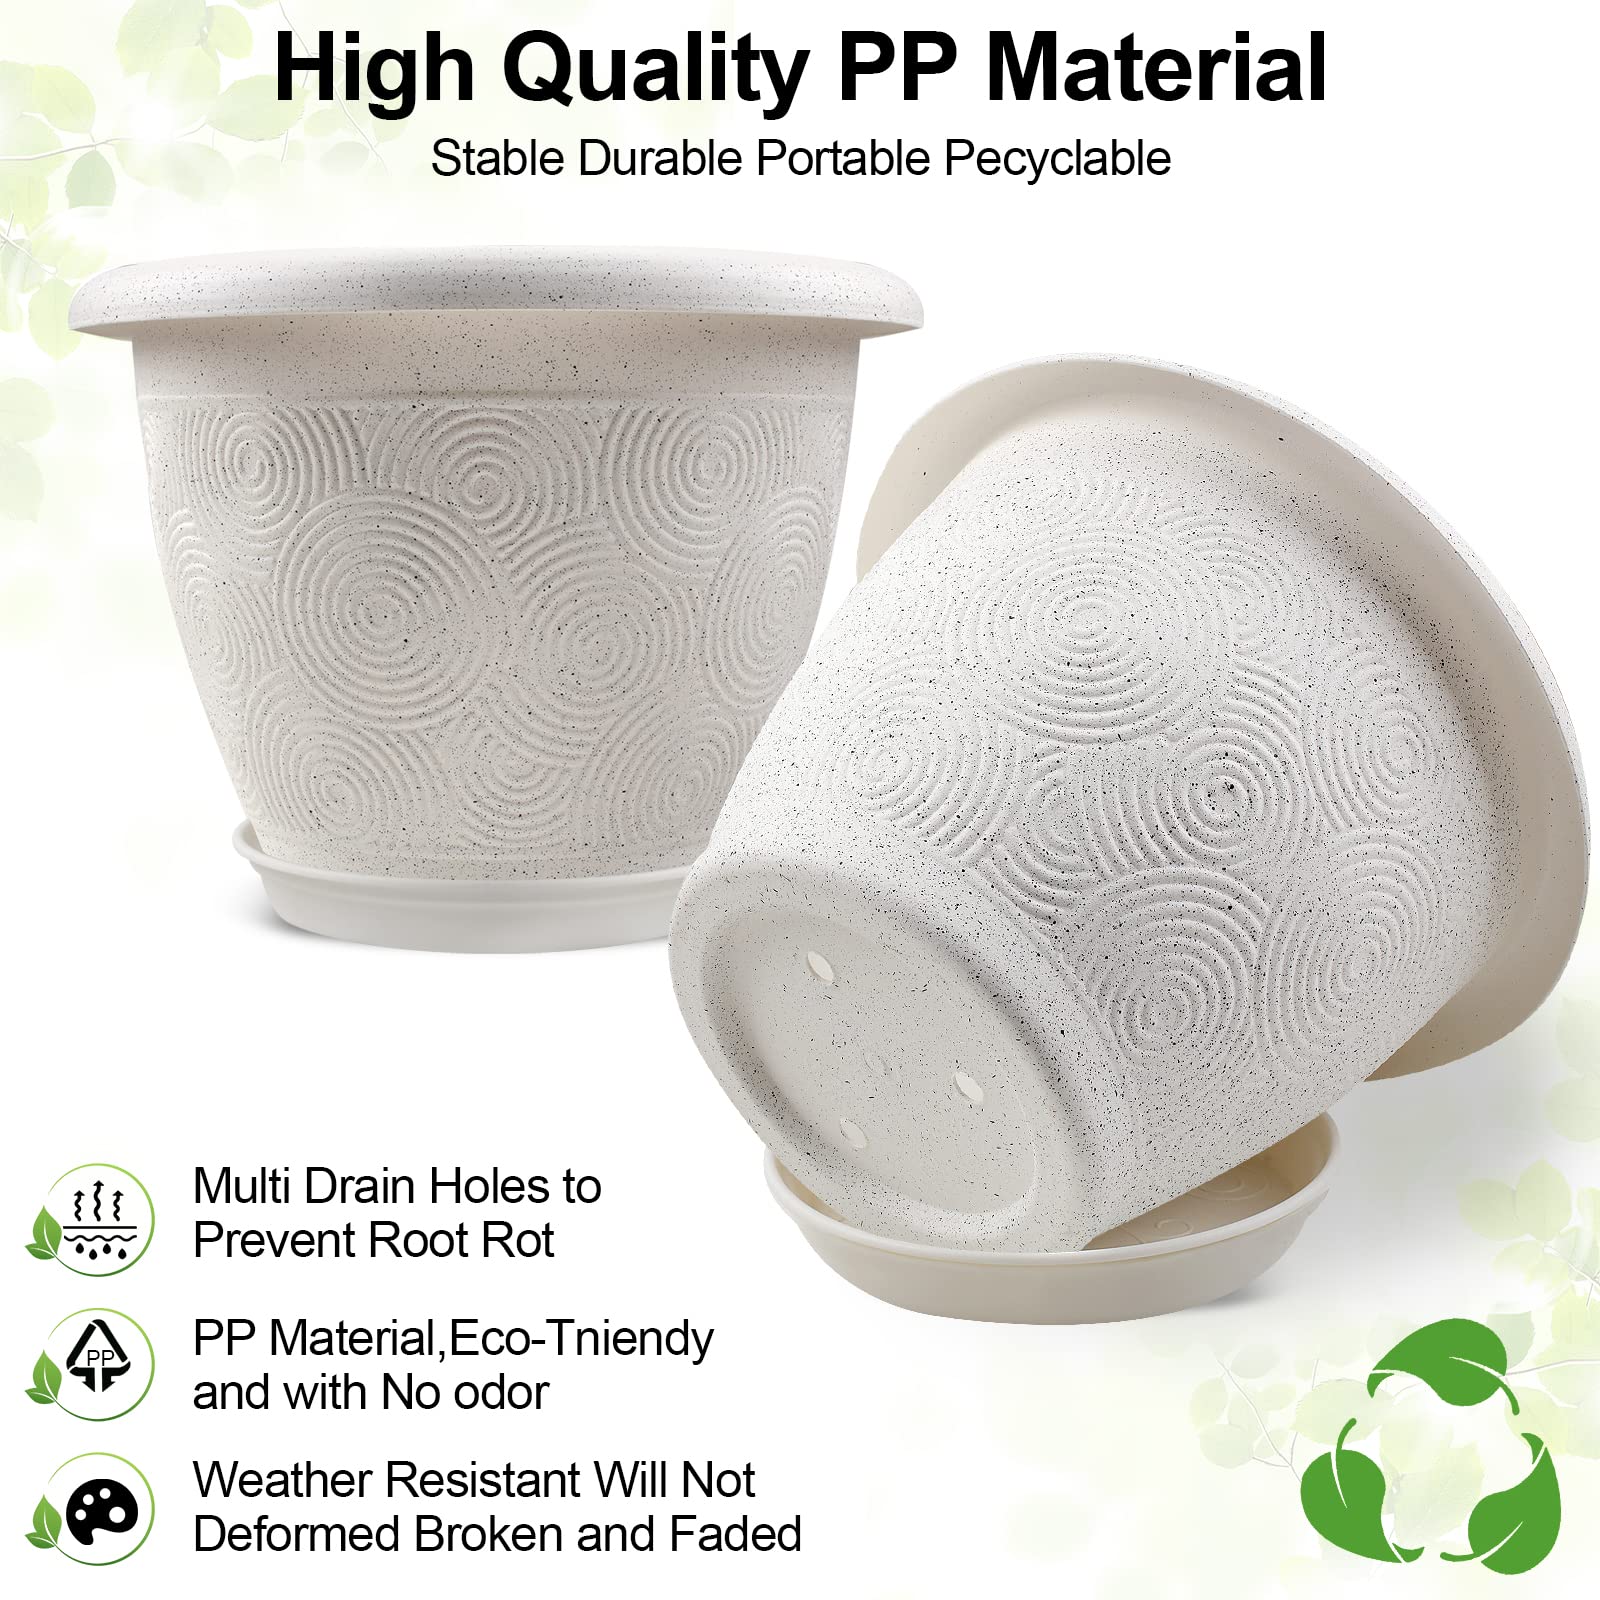 High Quality PP Material
Stable Durable Portable Pecyclable
Multi Drain Holes to
Prevent Root Rot
PP
PP Material,Eco-Tniendy
and with No odor
Weather Resistant Will Not
Deformed Broken and Faded